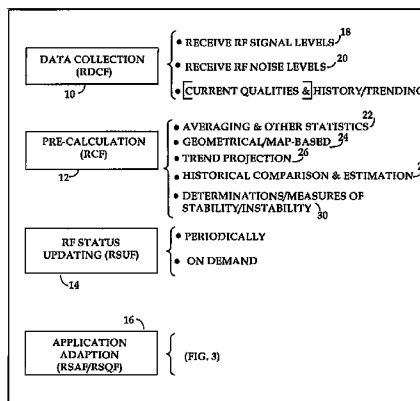 DATA COLLECTION
(RDCF)
10
• RECEIVE RF SIGNAL LEVELS 18
• RECEIVE RF NOISE LEVELS 20
• [CURRENT QUALITIES &] HISTORY/TRENDING
PRE-CALCULATION
(RCF)
12
• AVERAGING & OTHER STATISTICS 22
• GEOMETRICAL/MAP-BASED 24
• TREND PROJECTION 26
• HISTORICAL COMPARISON & ESTIMATION
• DETERMINATIONS/MEASURES OF
STABILITY/INSTABILITY 30
RF STATUS
UPDATING (RSUF)
14
• PERIODICALLY
• ON DEMAND
16
APPLICATION
ADAPTION
(RSAF/RSQF)
(FIG. 3)